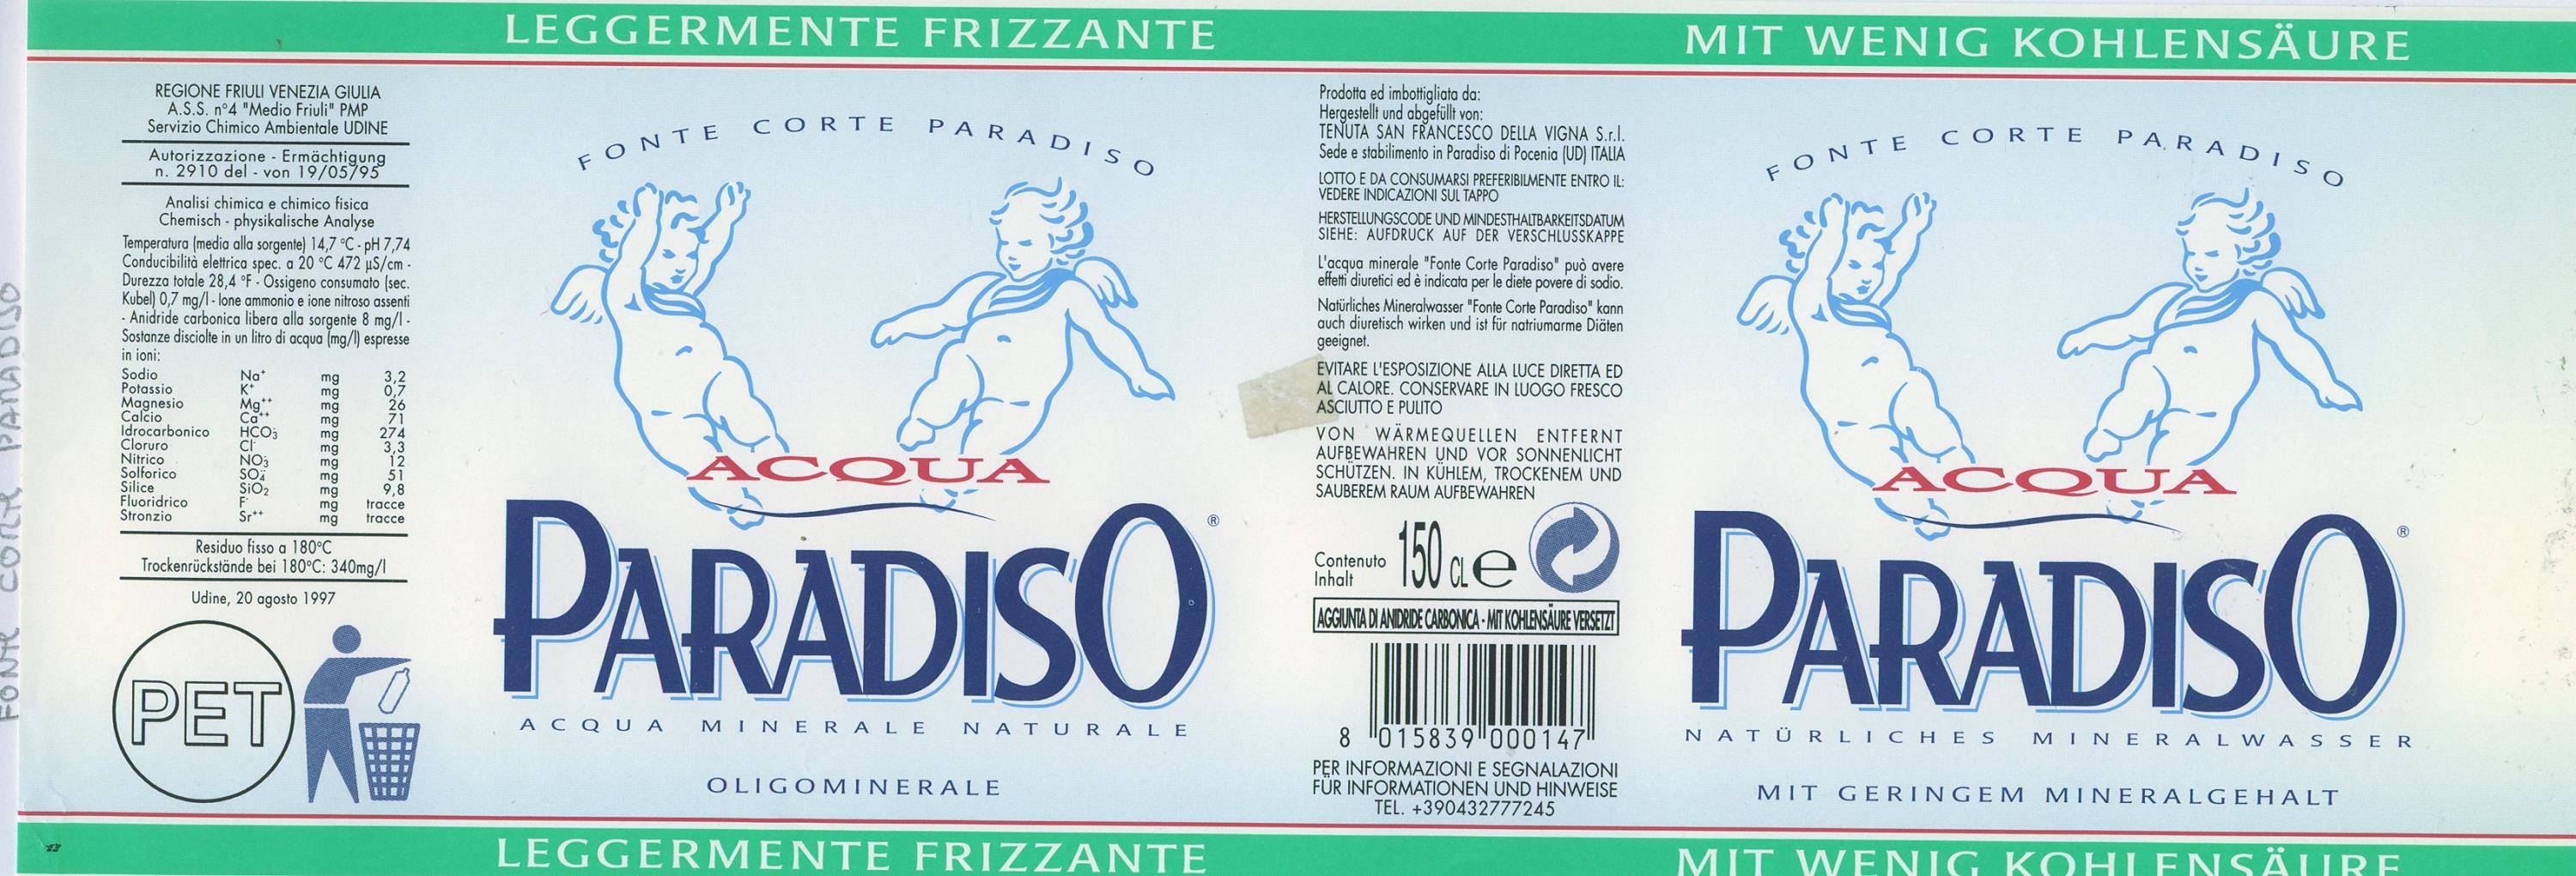 LEGGERMENTE FRIZZANTE
MIT WENIG KOHLENSÄURE
FONTE CORTE PARADISO
REGIONE FRIULI VENEZIA GIULIA
A.S.S. n°4 "Medio Friuli" PMP
Servizio Chimico Ambientale UDINE
Autorizzazione - Ermächtigung
n. 2910 del - von 19/05/95
Analisi chimica e chimico fisica
Chemisch - physikalische Analyse
Temperatura (media alla sorgente) 14,7 °C - pH 7,74
Conducibilità elettrica spec. a 20 °C 472 µS/cm -
Durezza totale 28,4 °F - Ossigeno consumato (sec.
Kubel) 0,7 mg/l - Ione ammonio e ione nitroso assenti
- Anidride carbonica libera alla sorgente 8 mg/l -
Sostanze disciolte in un litro di acqua (mg/l) espresse
in ioni:
Sodio Na⁺ mg 3,2
Potassio K⁺ mg 0,7
Magnesio Mg⁺⁺ mg 26
Calcio Ca⁺⁺ mg 71
Idrocarbonico HCO₃⁻ mg 274
Cloruro Cl⁻ mg 3,3
Nitrico NO₃⁻ mg 12
Solforico SO₄⁻⁻ mg 51
Silice SiO₂ mg 9,8
Fluoridrico F⁻ mg tracce
Stronzio Sr⁺⁺ mg tracce
Residuo fisso a 180°C
Trockenrückstände bei 180°C: 340mg/l
Udine, 20 agosto 1997
PET
FONTE CORTE PARADISO
ACQUA
PARADISO®
ACQUA MINERALE NATURALE
OLIGOMINERALE
Prodotta ed imbottigliata da:
Hergestellt und abgefüllt von:
TENUTA SAN FRANCESCO DELLA VIGNA S.r.l.
Sede e stabilimento in Paradiso di Pocenia (UD) ITALIA
LOTTO E DA CONSUMARSI PREFERIBILMENTE ENTRO IL:
VEDERE INDICAZIONI SUL TAPPO
HERSTELLUNGSCODE UND MINDESTHALTBARKEITSDATUM
SIEHE: AUFDRUCK AUF DER VERSCHLUSSKAPPE
L'acqua minerale "Fonte Corte Paradiso" può avere
effetti diuretici ed è indicata per le diete povere di sodio.
Natürliches Mineralwasser "Fonte Corte Paradiso" kann
auch diuretisch wirken und ist für natriumarme Diäten
geeignet.
EVITARE L'ESPOSIZIONE ALLA LUCE DIRETTA ED
AL CALORE. CONSERVARE IN LUOGO FRESCO
ASCIUTTO E PULITO
VON WÄRMEQUELLEN ENTFERNT
AUFBEWAHREN UND VOR SONNENLICHT
SCHÜTZEN. IN KÜHLEM, TROCKENEM UND
SAUBEREM RAUM AUFBEWAHREN
Contenuto
Inhalt
150 CL e
AGGIUNTA DI ANIDRIDE CARBONICA - MIT KOHLENSÄURE VERSETZT
8 015839 000147
PER INFORMAZIONI E SEGNALAZIONI
FÜR INFORMATIONEN UND HINWEISE
TEL. +390432777245
FONTE CORTE PARADISO
ACQUA
PARADISO®
NATÜRLICHES MINERALWASSER
MIT GERINGEM MINERALGEHALT
LEGGERMENTE FRIZZANTE
MIT WENIG KOHLENSÄURE